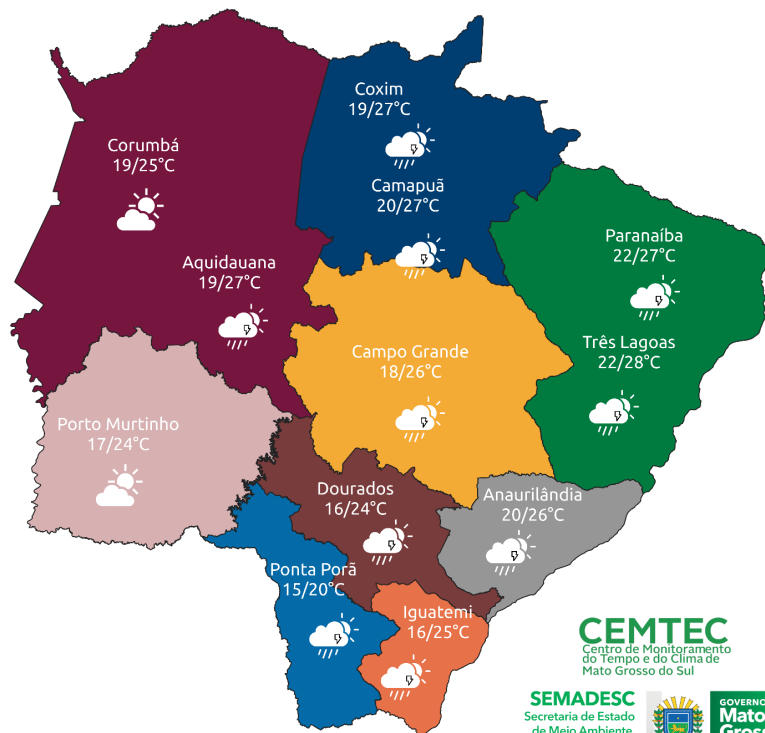 Coxim
19/27°C
Corumbá
19/25°C
Camapuã
20/27°C
Paranaíba
22/27°C
Aquidauana
19/27°C
Três Lagoas
22/28°C
Campo Grande
18/26°C
Porto Murtinho
17/24°C
Dourados
16/24°C
Anaurilândia
20/26°C
Ponta Porã
15/20°C
Iguatemi
16/25°C
CEMTEC
Centro de Monitoramento
do Tempo e do Clima de
Mato Grosso do Sul
SEMADESC
Secretaria de Estado
de Meio Ambiente
GOVERNO
Mato